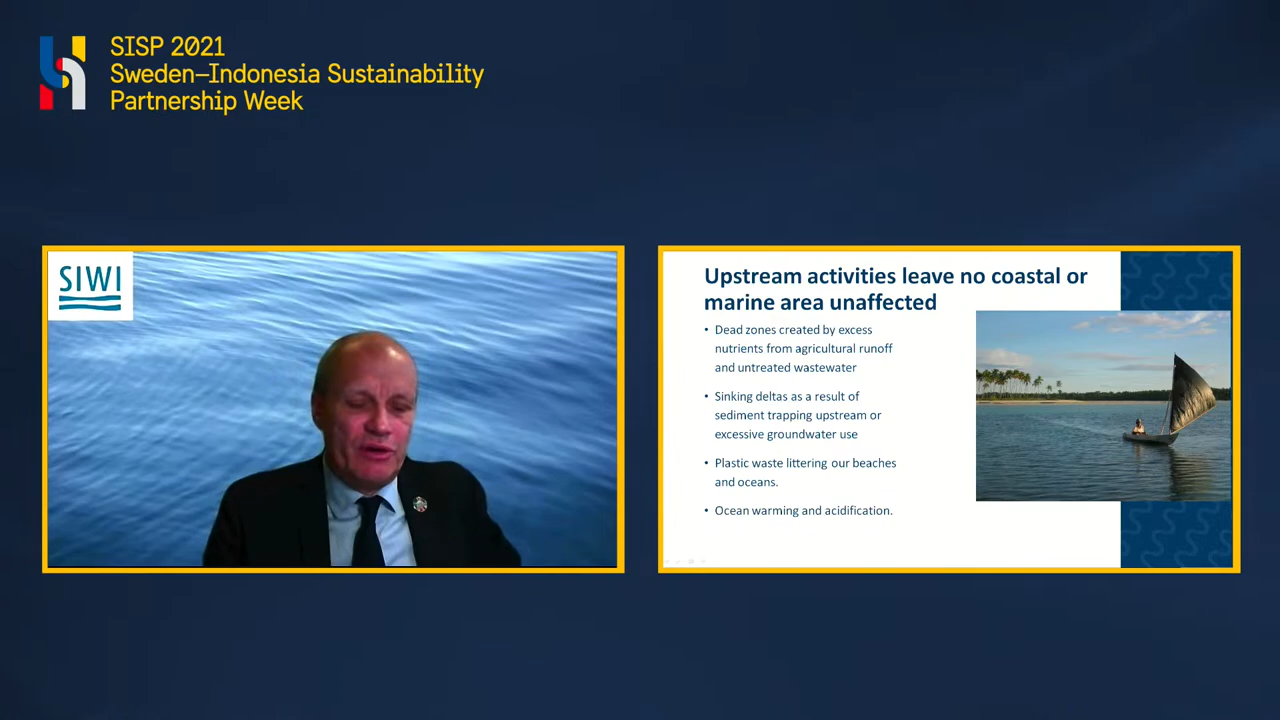 SISP 2021
Sweden–Indonesia Sustainability
Partnership Week
SIWI
Upstream activities leave no coastal or
marine area unaffected
• Dead zones created by excess
nutrients from agricultural runoff
and untreated wastewater
• Sinking deltas as a result of
sediment trapping upstream or
excessive groundwater use
• Plastic waste littering our beaches
and oceans.
• Ocean warming and acidification.